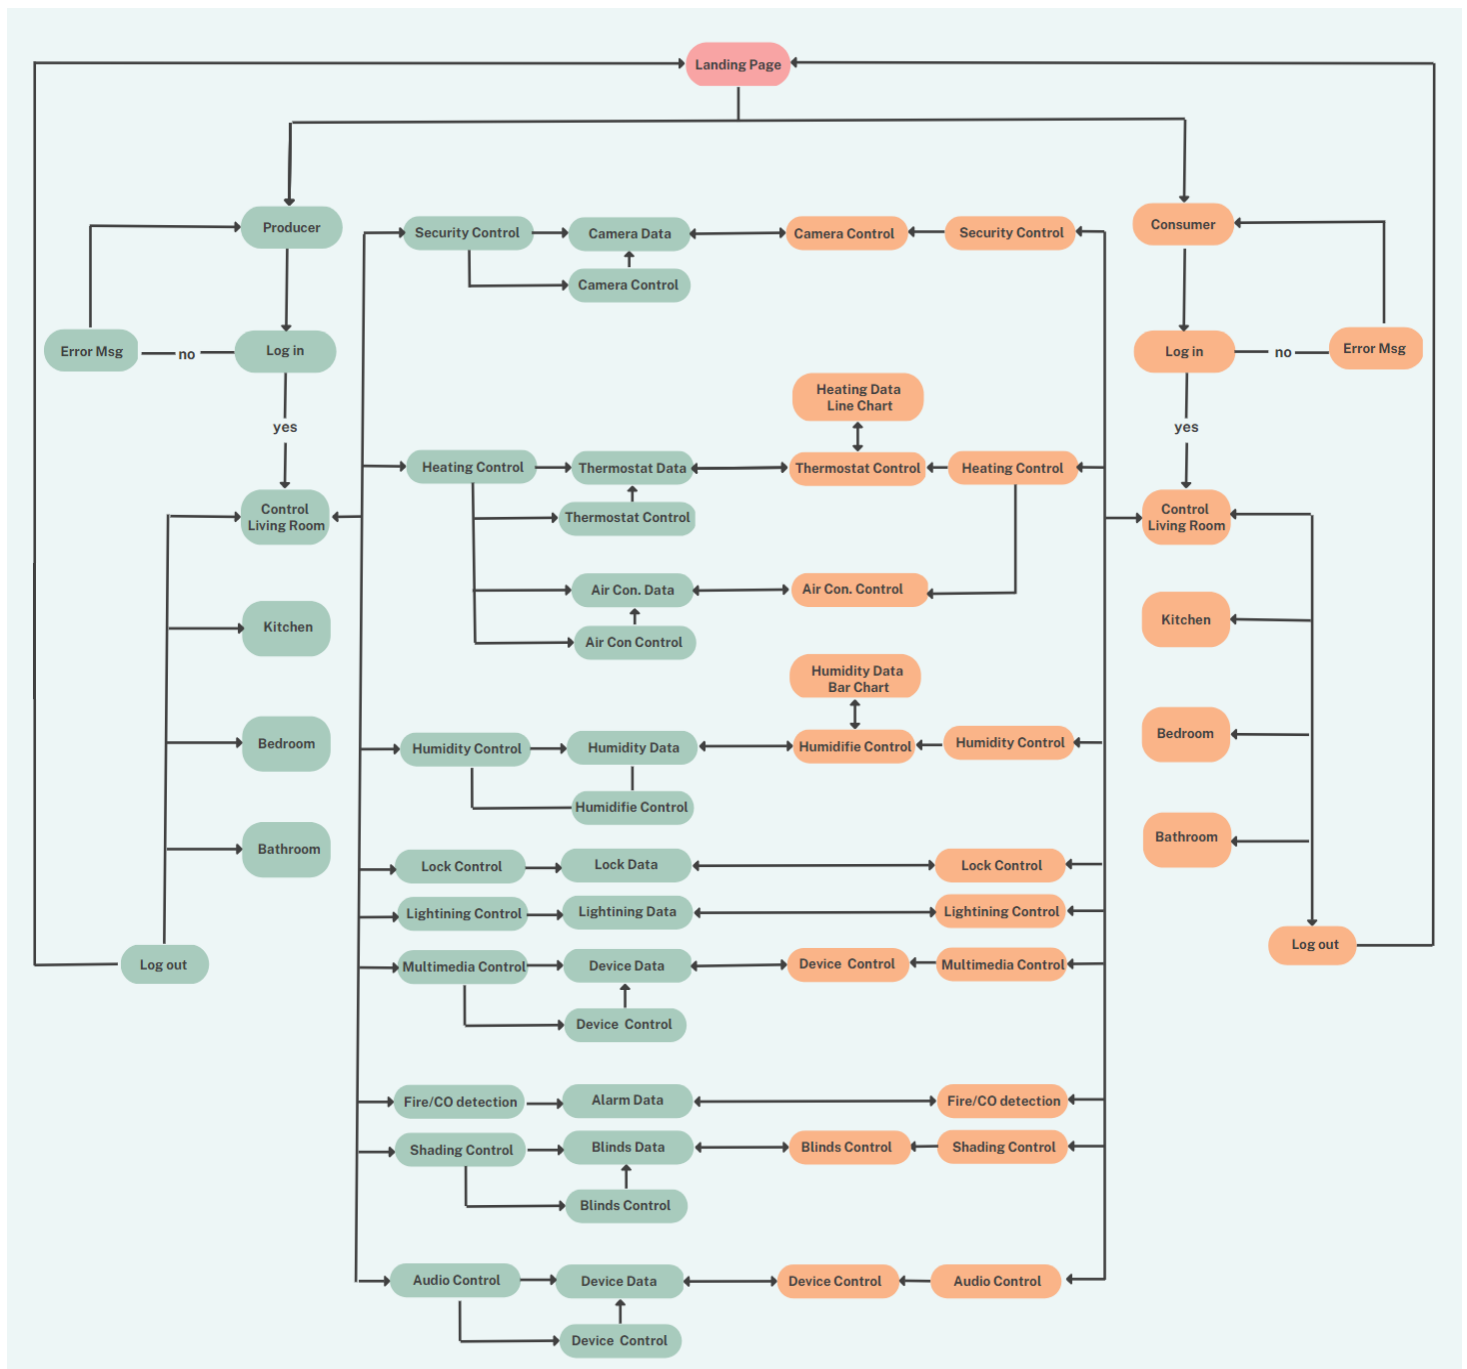 Landing Page
Producer
Security Control
Camera Data
Camera Control
Security Control
Consumer
Camera Control
Error Msg
no
Log in
Log in
no
Error Msg
Heating Data
Line Chart
yes
yes
Heating Control
Thermostat Data
Thermostat Control
Heating Control
Control
Living Room
Thermostat Control
Control
Living Room
Air Con. Data
Air Con. Control
Kitchen
Air Con Control
Kitchen
Humidity Data
Bar Chart
Bedroom
Humidity Control
Humidity Data
Humidifie Control
Humidity Control
Bedroom
Humidifie Control
Bathroom
Bathroom
Lock Control
Lock Data
Lock Control
Lightining Control
Lightining Data
Lightining Control
Log out
Multimedia Control
Device Data
Device Control
Multimedia Control
Log out
Device Control
Fire/CO detection
Alarm Data
Fire/CO detection
Shading Control
Blinds Data
Blinds Control
Shading Control
Blinds Control
Audio Control
Device Data
Device Control
Audio Control
Device Control